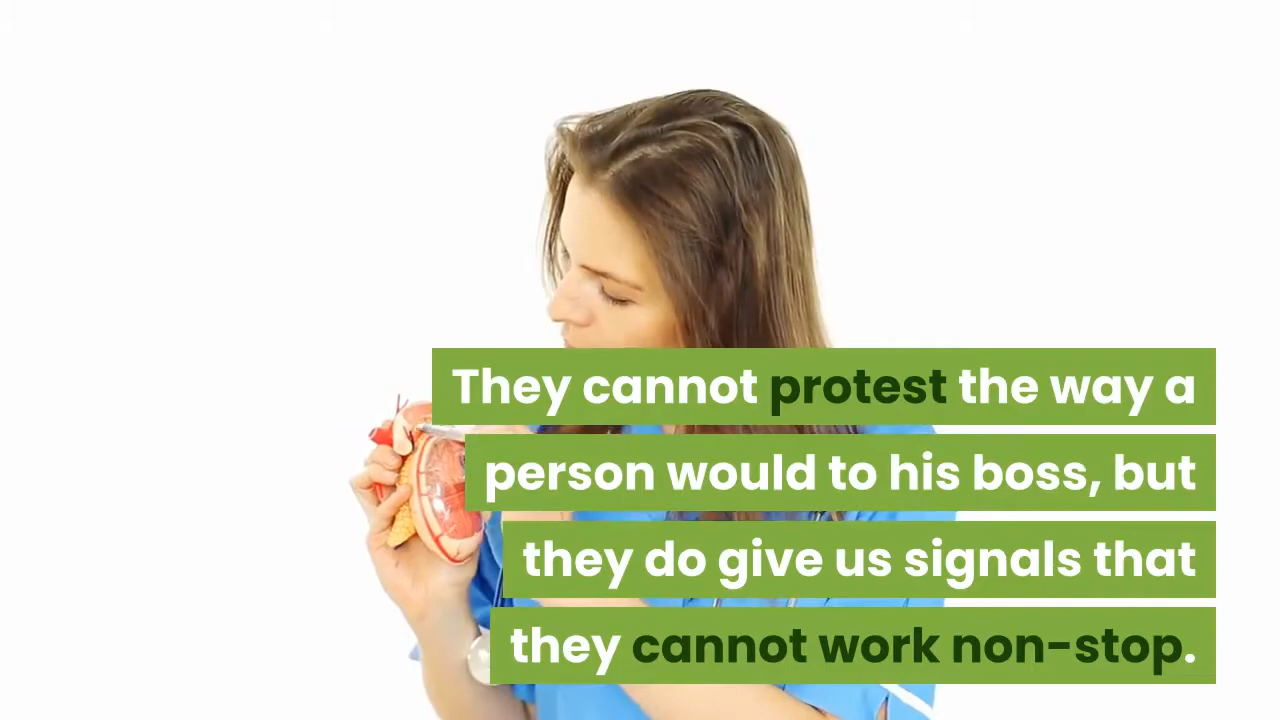 They cannot protest the way a
person would to his boss, but
they do give us signals that
they cannot work non-stop.